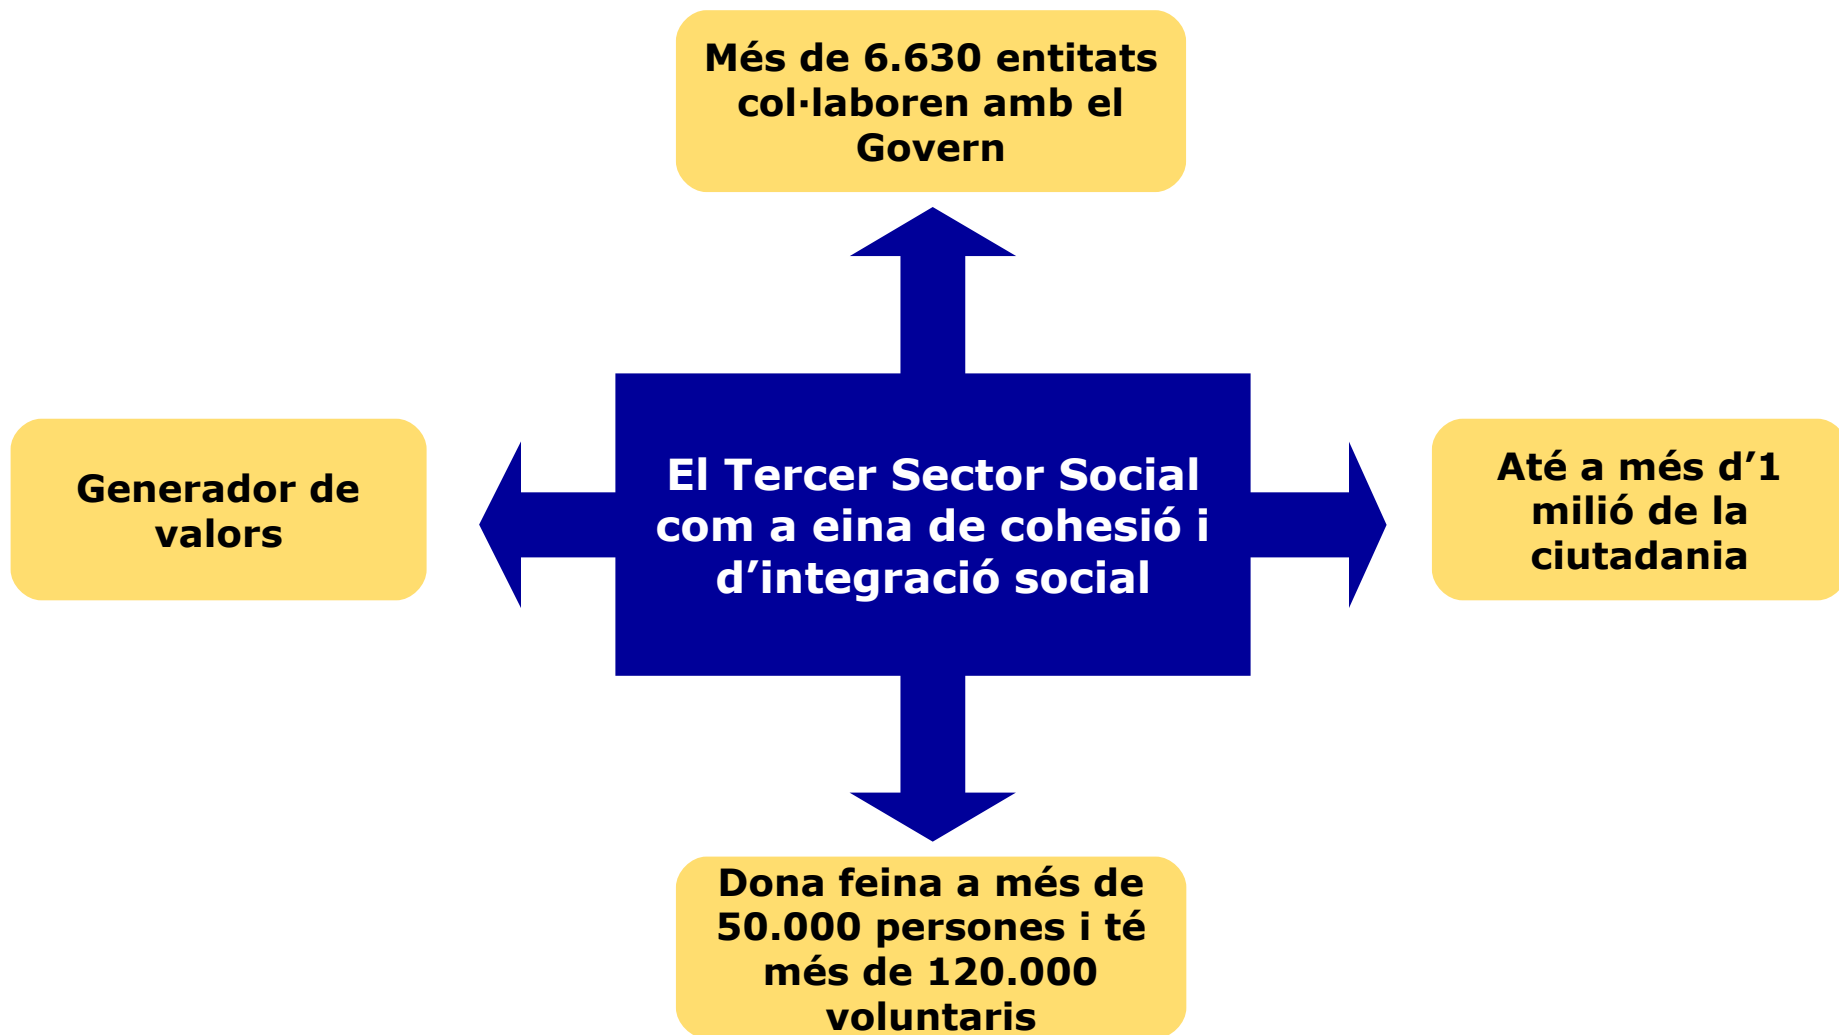 Més de 6.630 entitats
col·laboren amb el
Govern
Generador de
valors
El Tercer Sector Social
com a eina de cohesió i
d’integració social
Até a més d’1
milió de la
ciutadania
Dona feina a més de
50.000 persones i té
més de 120.000
voluntaris